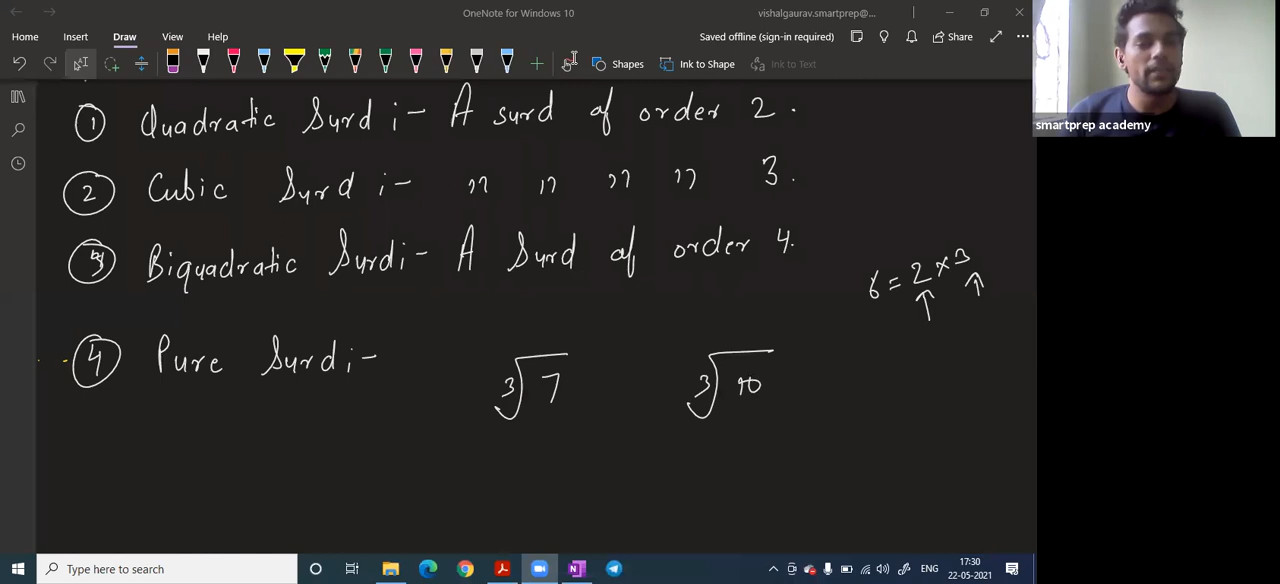 OneNote for Windows 10
vishalgaurav.smartprep@...
Home Insert Draw View Help
Saved offline (sign-in required) Share
Shapes Ink to Shape Ink to Text
smartprep academy
① Quadratic Surd :- A surd of order 2.
② Cubic Surd :- ,, ,, ,, ,, 3.
③ Biquadratic Surd :- A Surd of order 4.
6 = 2 × 3
④ Pure Surd :- ∛7 ∛10
Type here to search
ENG
17:30
22-05-2021